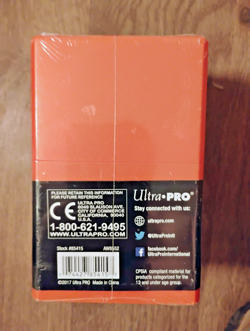 PLEASE RETAIN THIS INFORMATION
FOR FUTURE REFERENCE
CE
ULTRA PRO
6049 E. SLAUSON AVE.
CITY OF COMMERCE
CALIFORNIA, 90040
U.S.A.
1-800-621-9495
WWW.ULTRAPRO.COM
Stock #85415
©2017 Ultra PRO Made in China
Ultra•PRO®
Stay connected with us:
ultrapro.com
@UltraProIntl
facebook.com/
UltraProInternational
CPSIA compliant material for
products categorized for the
13 and under age group.